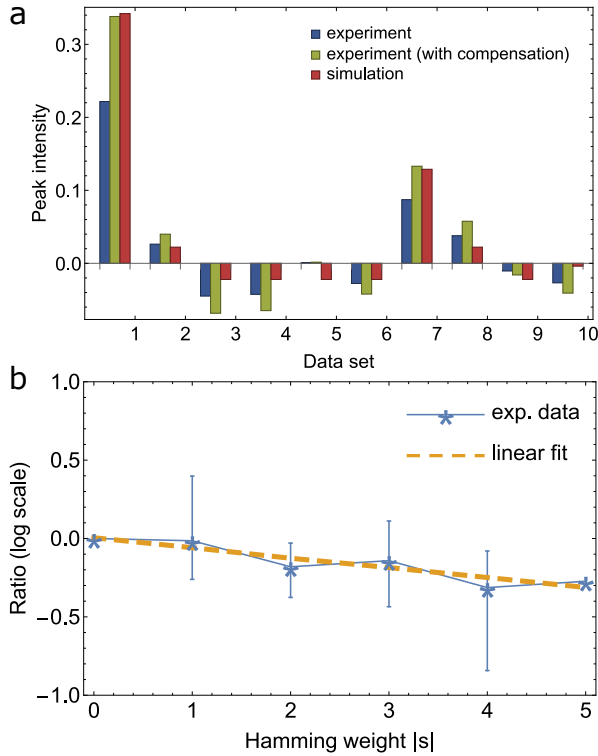 a
0.3
0.2
0.1
0.0
Peak intensity
experiment
experiment (with compensation)
simulation
1 2 3 4 5 6 7 8 9 10
Data set
b
1.0
0.5
0.0
−0.5
−1.0
Ratio (log scale)
exp. data
linear fit
0 1 2 3 4 5
Hamming weight |s|